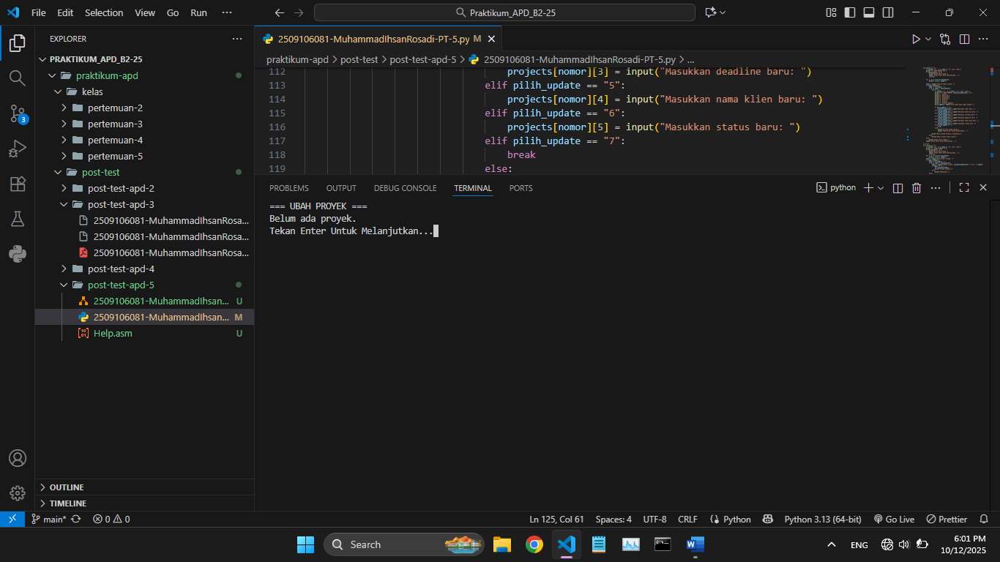 File Edit Selection View Go Run ···
Praktikum_APD_B2-25
EXPLORER
PRAKTIKUM_APD_B2-25
praktikum-apd
kelas
pertemuan-2
pertemuan-3
pertemuan-4
pertemuan-5
post-test
post-test-apd-2
post-test-apd-3
2509106081-MuhammadIhsanRosa...
2509106081-MuhammadIhsanRosa...
2509106081-MuhammadIhsanRosa...
post-test-apd-4
post-test-apd-5
2509106081-MuhammadIhsan... U
2509106081-MuhammadIhsan... M
Help.asm U
OUTLINE
TIMELINE
3
2509106081-MuhammadIhsanRosadi-PT-5.py M
praktikum-apd > post-test > post-test-apd-5 > 2509106081-MuhammadIhsanRosadi-PT-5.py > ...
112 projects[nomor][3] = input("Masukkan deadline baru: ")
113 elif pilih_update == "5":
114 projects[nomor][4] = input("Masukkan nama klien baru: ")
115 elif pilih_update == "6":
116 projects[nomor][5] = input("Masukkan status baru: ")
117 elif pilih_update == "7":
118 break
119 else:
PROBLEMS OUTPUT DEBUG CONSOLE TERMINAL PORTS
python
=== UBAH PROYEK ===
Belum ada proyek.
Tekan Enter Untuk Melanjutkan...
main* 0 0
Ln 125, Col 61 Spaces: 4 UTF-8 CRLF Python Python 3.13 (64-bit) Go Live Prettier
Search
ENG
6:01 PM
10/12/2025